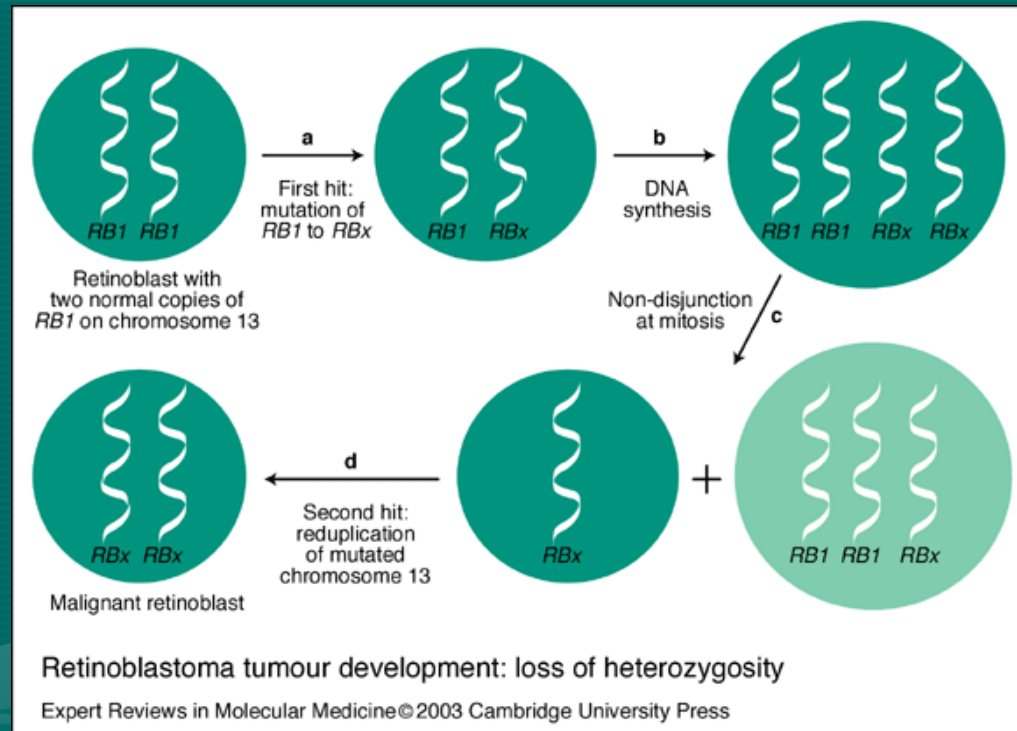 RB1 RB1
Retinoblast with
two normal copies of
RB1 on chromosome 13
a
First hit:
mutation of
RB1 to RBx
RB1 RBx
b
DNA
synthesis
RB1 RB1 RBx RBx
Non-disjunction
at mitosis
c
RB1 RB1 RBx
+
RBx
d
Second hit:
reduplication
of mutated
chromosome 13
RBx RBx
Malignant retinoblast
Retinoblastoma tumour development: loss of heterozygosity
Expert Reviews in Molecular Medicine©2003 Cambridge University Press